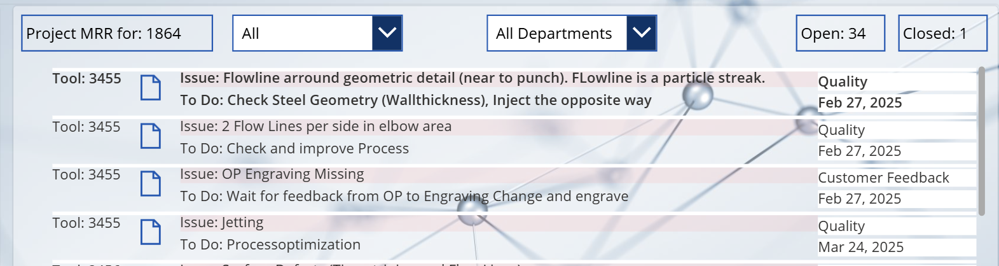 Project MRR for: 1864
All
All Departments
Open: 34
Closed: 1
Tool: 3455
Issue: Flowline arround geometric detail (near to punch). FLowline is a particle streak.
Quality
To Do: Check Steel Geometry (Wallthickness), Inject the opposite way
Feb 27, 2025
Tool: 3455
Issue: 2 Flow Lines per side in elbow area
Quality
To Do: Check and improve Process
Feb 27, 2025
Tool: 3455
Issue: OP Engraving Missing
Customer Feedback
To Do: Wait for feedback from OP to Engraving Change and engrave
Feb 27, 2025
Tool: 3455
Issue: Jetting
Quality
To Do: Processoptimization
Mar 24, 2025